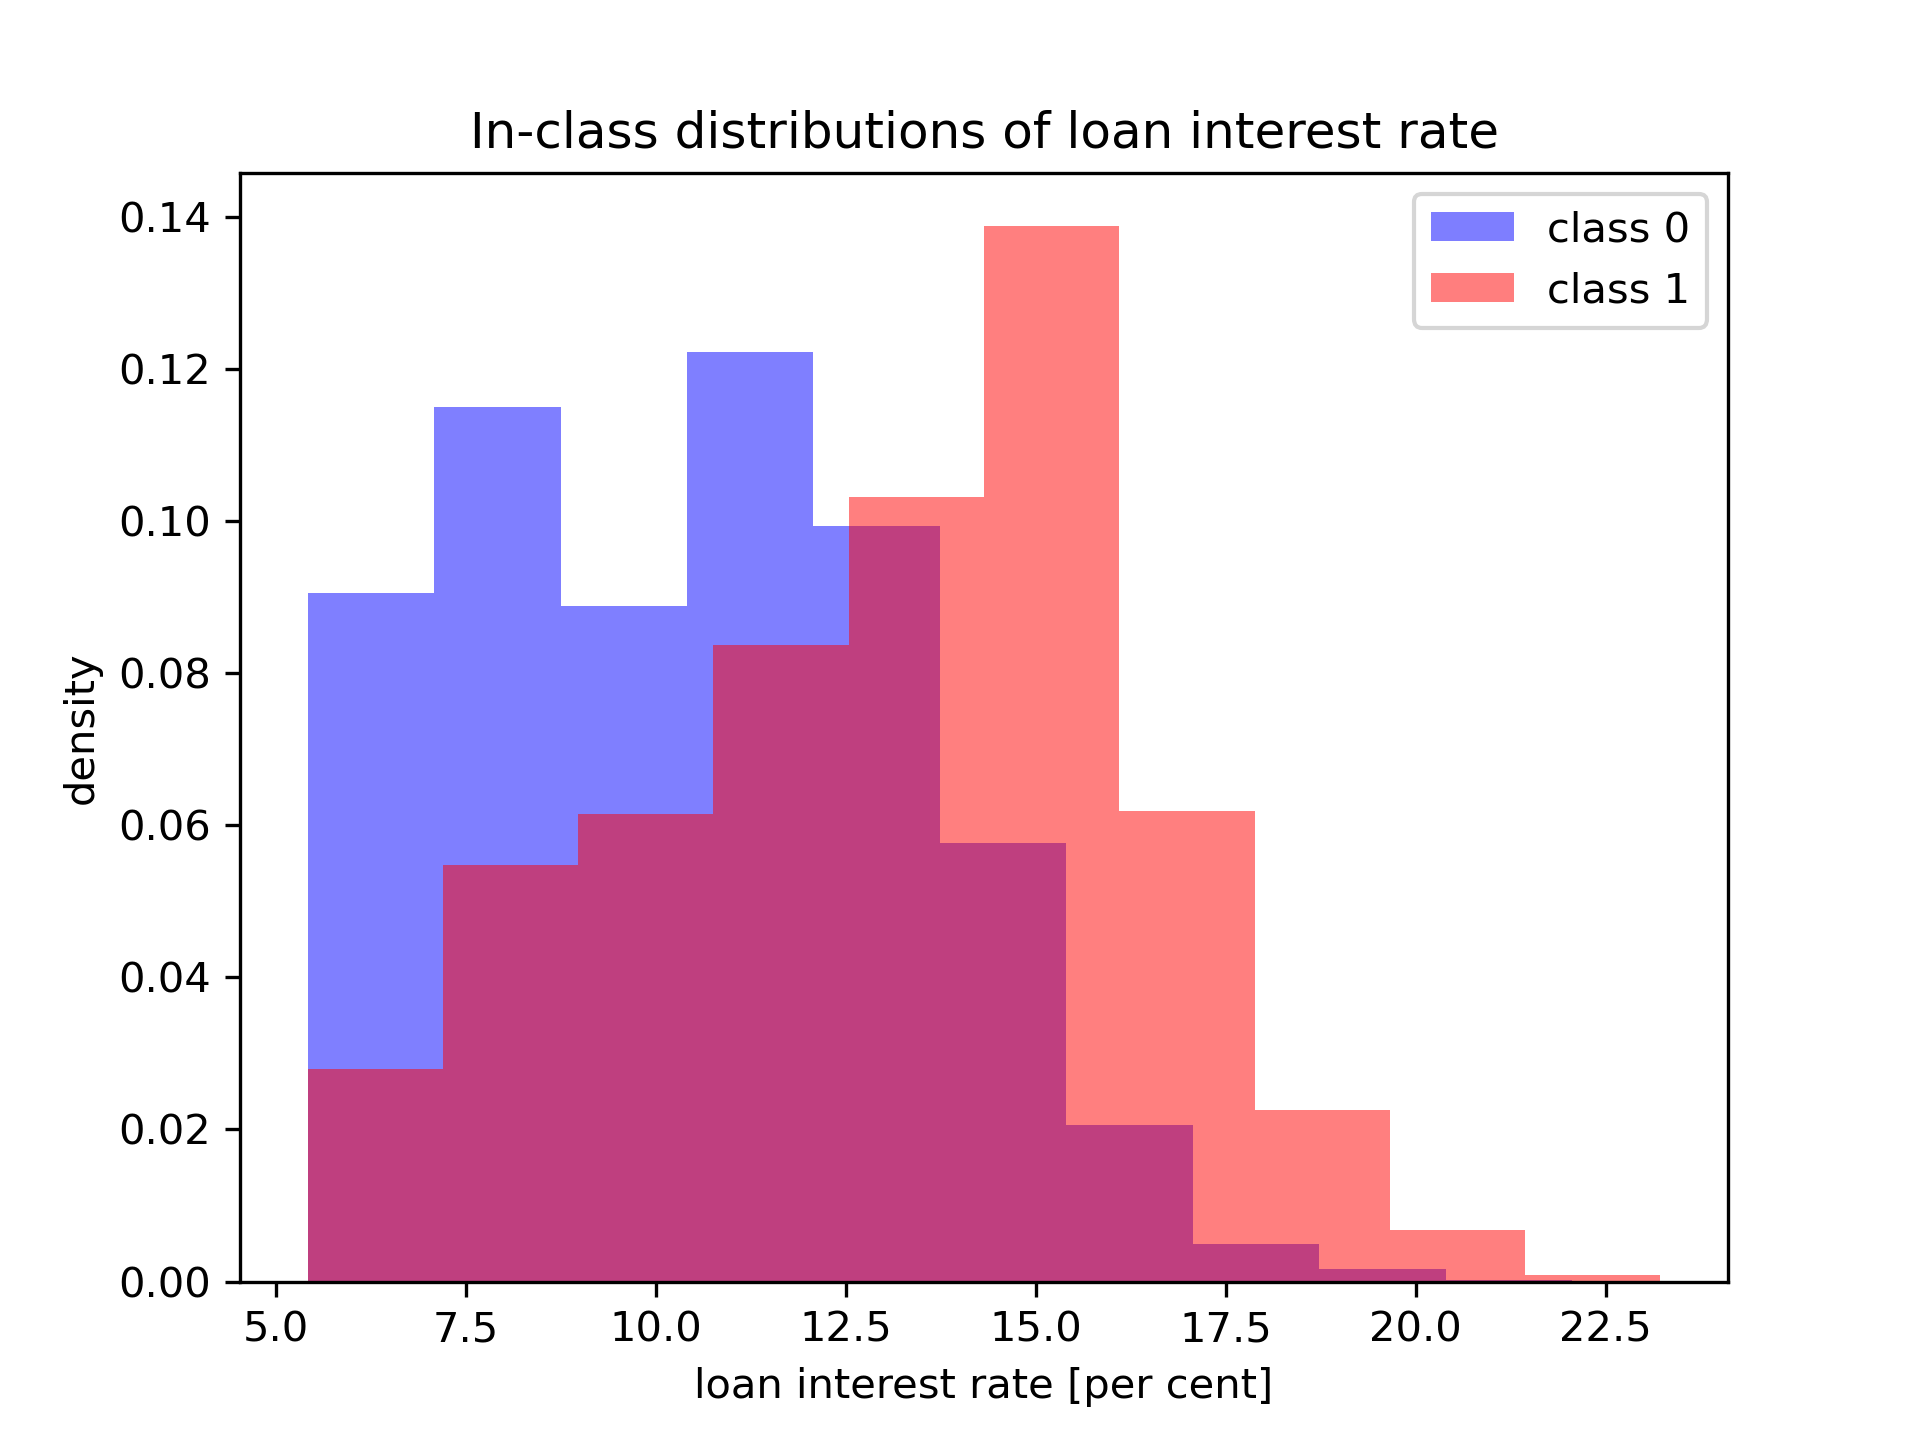 In-class distributions of loan interest rate
class 0
class 1
0.14
0.12
0.10
0.08
0.06
0.04
0.02
0.00
density
5.0 7.5 10.0 12.5 15.0 17.5 20.0 22.5
loan interest rate [per cent]